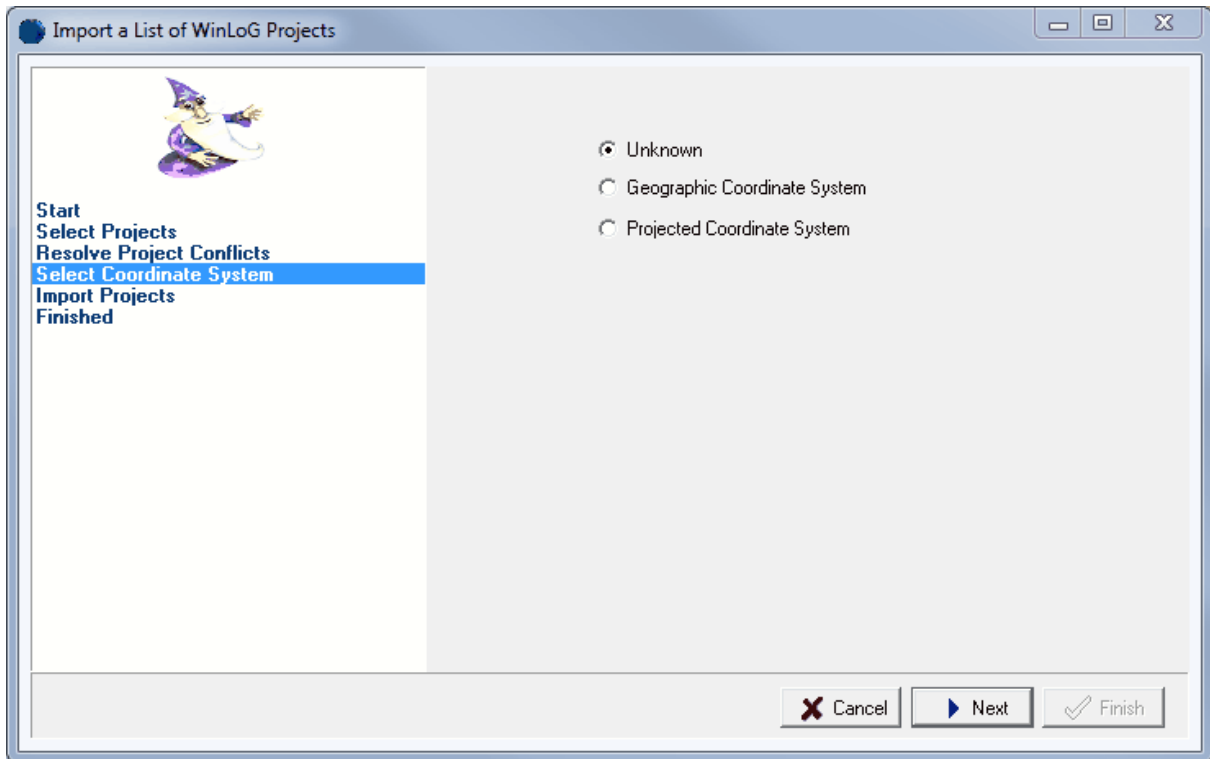 Import a List of WinLoG Projects
Start
Select Projects
Resolve Project Conflicts
Select Coordinate System
Import Projects
Finished
Unknown
Geographic Coordinate System
Projected Coordinate System
Cancel
Next
Finish